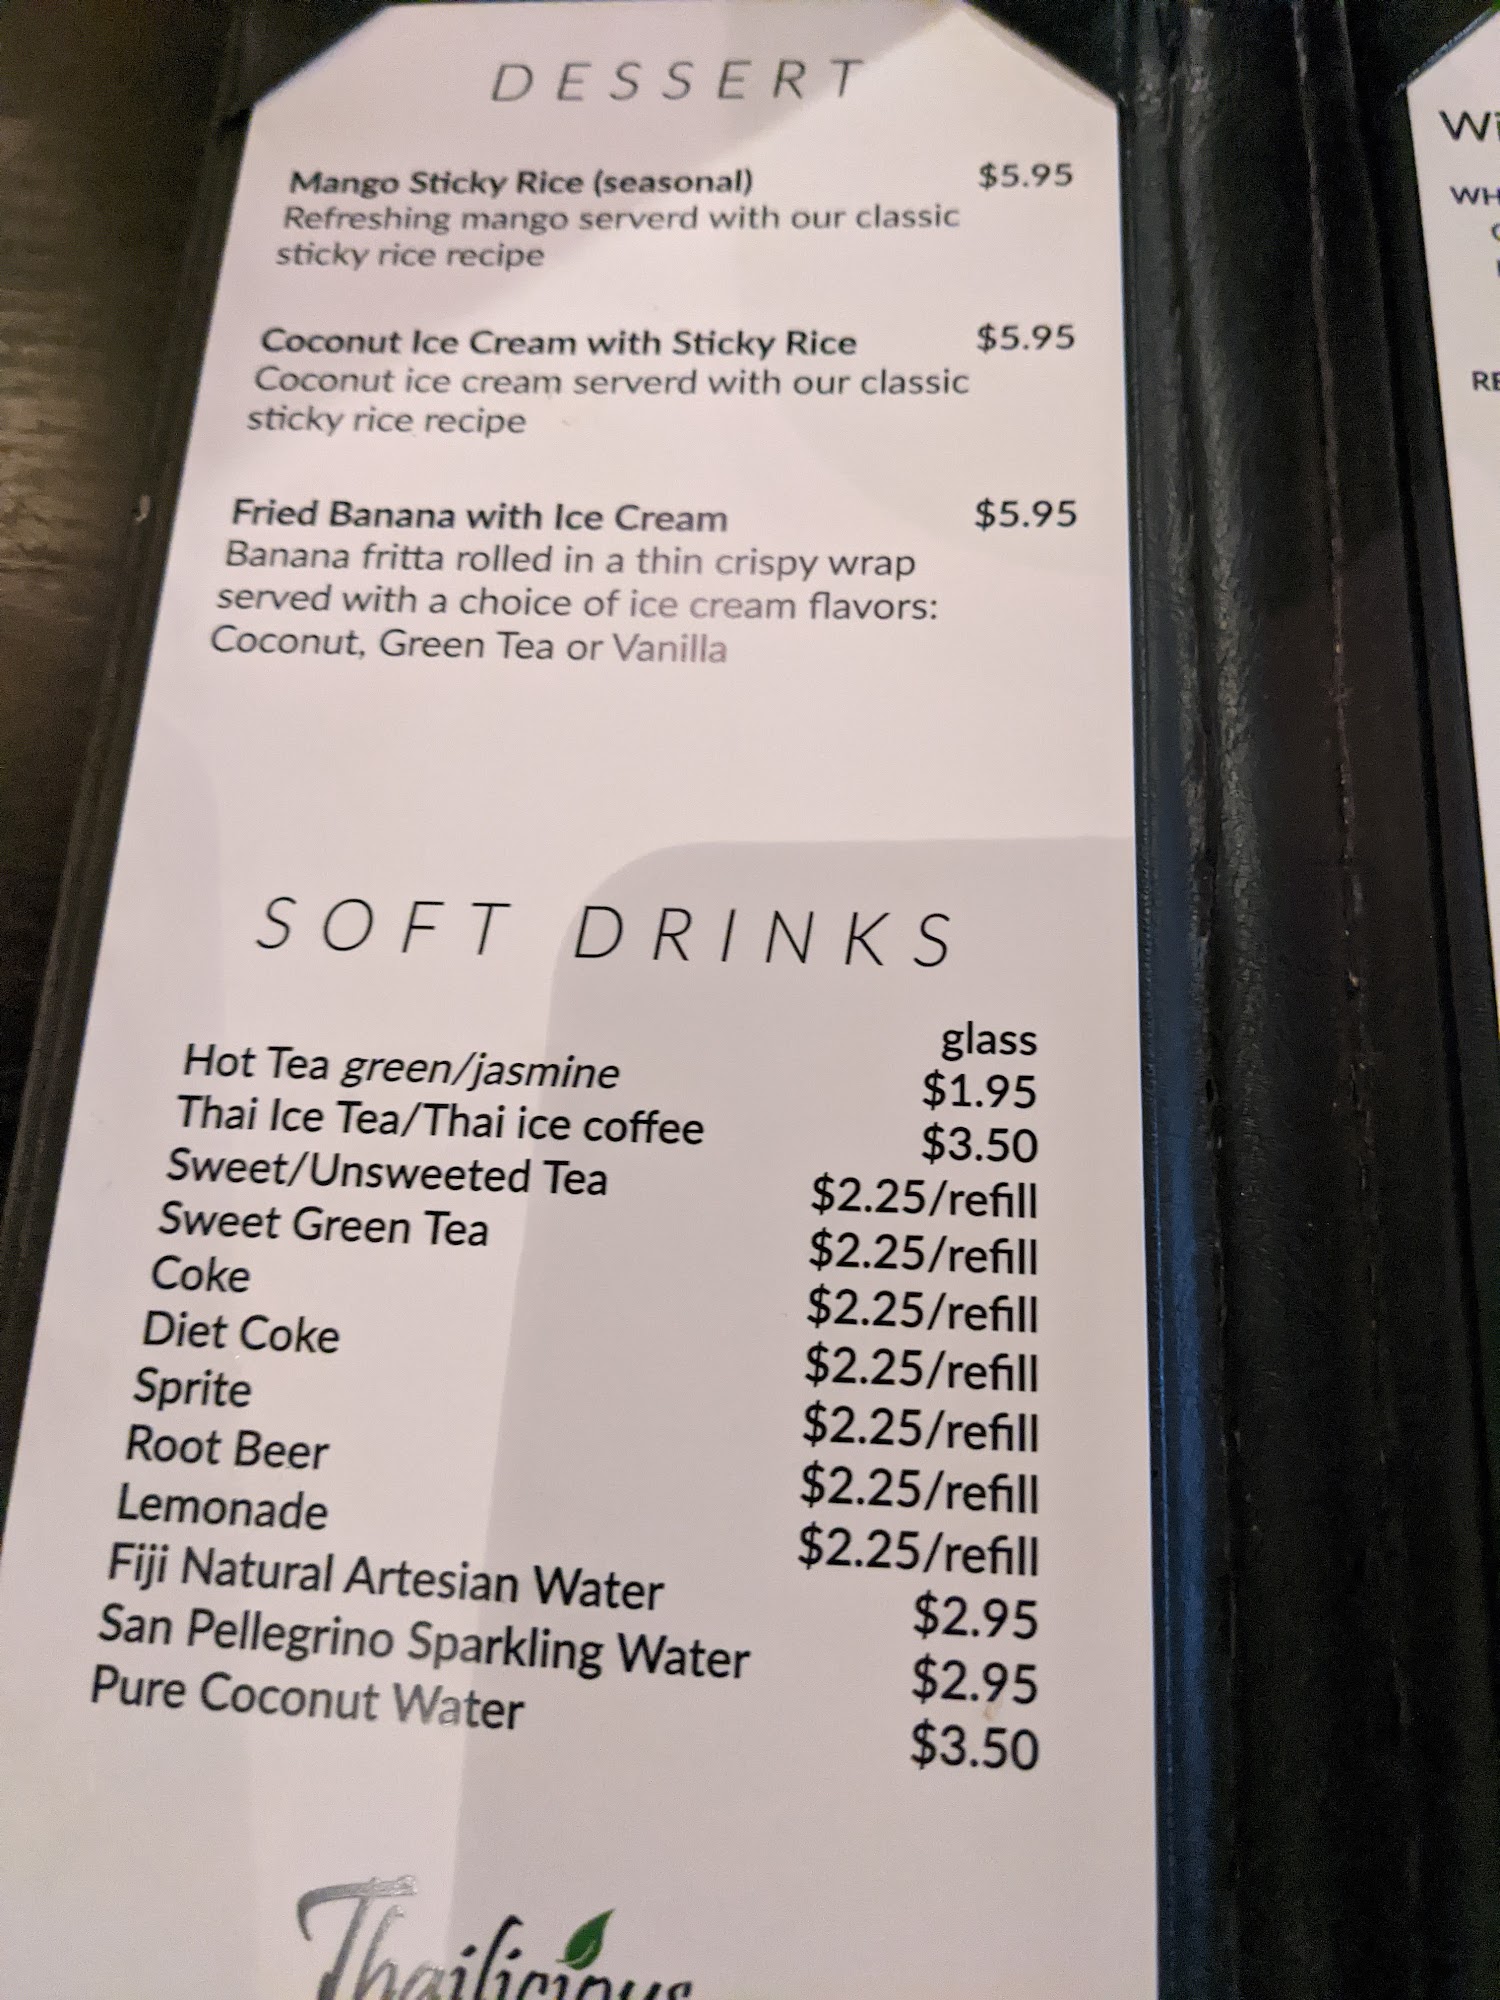 DESSERT
Mango Sticky Rice (seasonal) $5.95
Refreshing mango serverd with our classic
sticky rice recipe
Coconut Ice Cream with Sticky Rice $5.95
Coconut ice cream serverd with our classic
sticky rice recipe
Fried Banana with Ice Cream $5.95
Banana fritta rolled in a thin crispy wrap
served with a choice of ice cream flavors:
Coconut, Green Tea or Vanilla
SOFT DRINKS
glass
Hot Tea green/jasmine $1.95
Thai Ice Tea/Thai ice coffee $3.50
Sweet/Unsweeted Tea $2.25/refill
Sweet Green Tea $2.25/refill
Coke $2.25/refill
Diet Coke $2.25/refill
Sprite $2.25/refill
Root Beer $2.25/refill
Lemonade $2.25/refill
Fiji Natural Artesian Water $2.95
San Pellegrino Sparkling Water $2.95
Pure Coconut Water $3.50
Thailicious